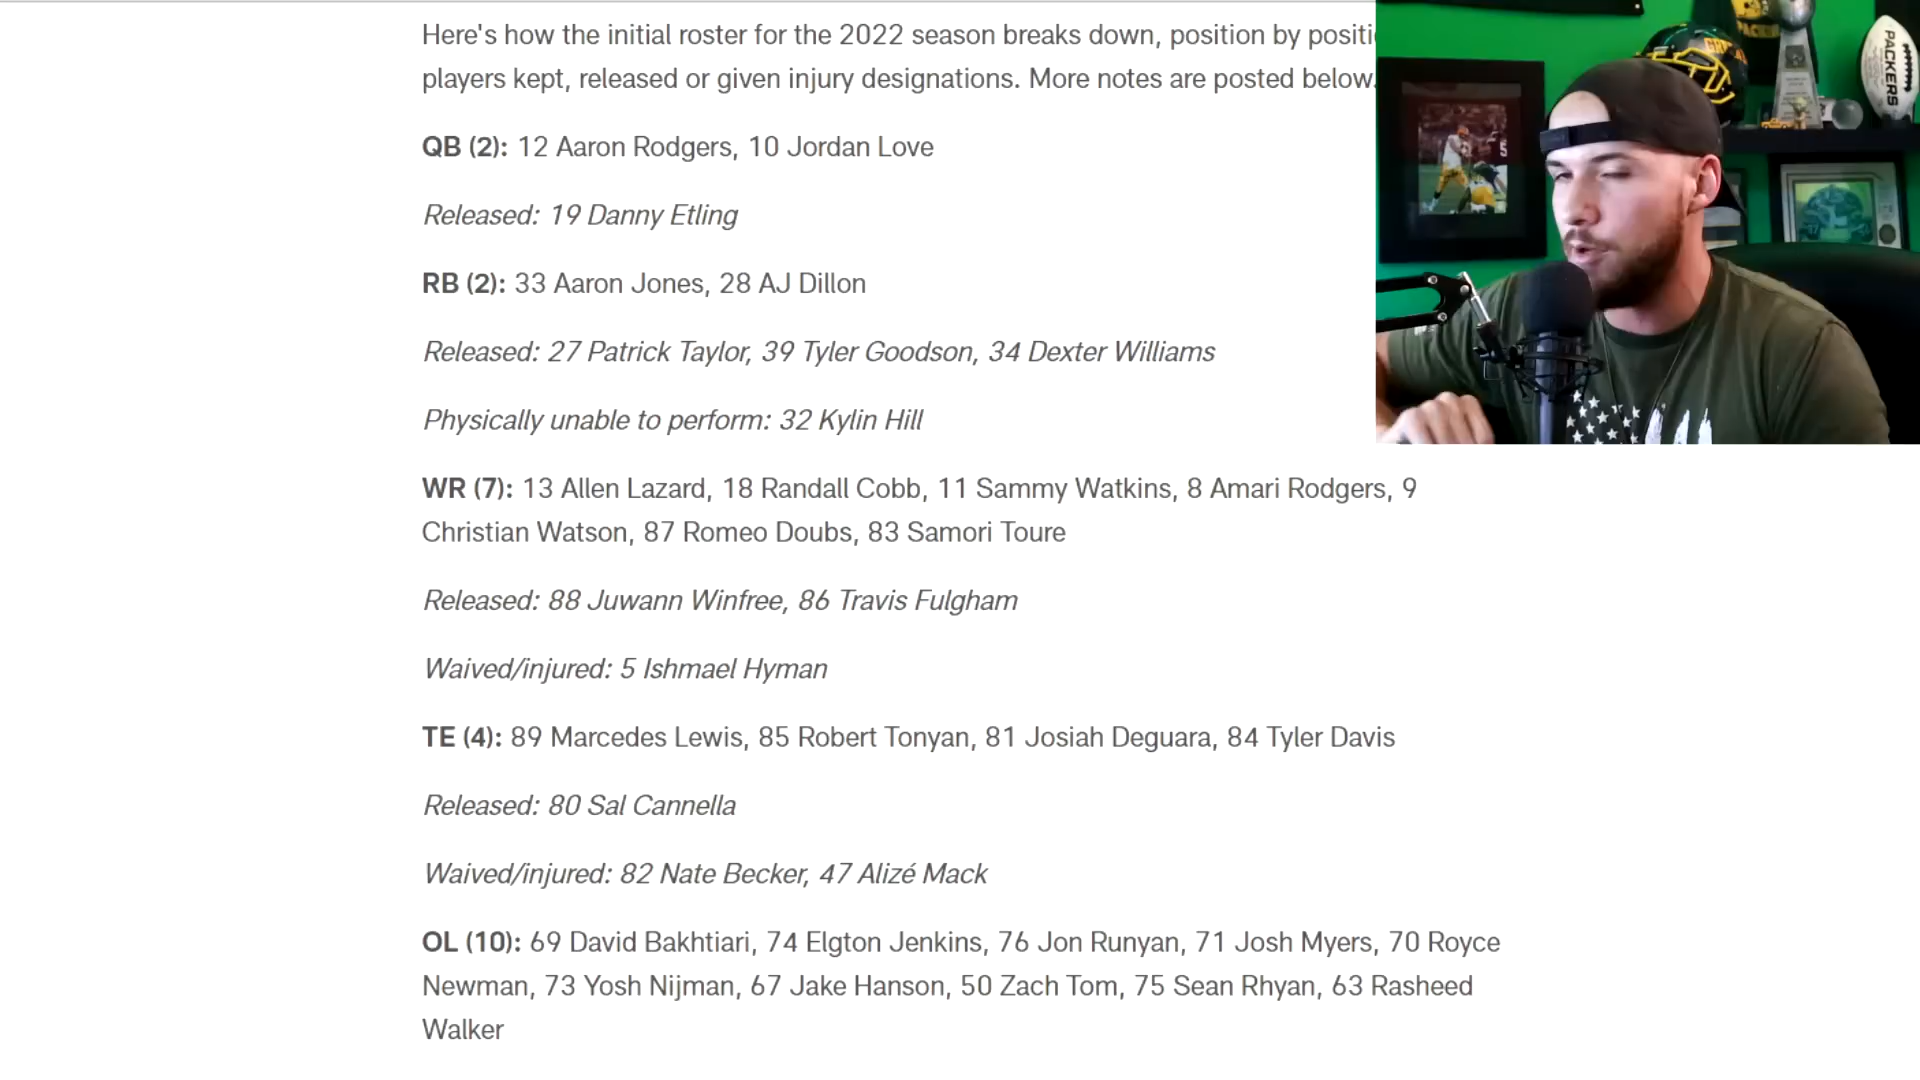 Here's how the initial roster for the 2022 season breaks down, position by positi
players kept, released or given injury designations. More notes are posted below.
QB (2): 12 Aaron Rodgers, 10 Jordan Love
Released: 19 Danny Etling
RB (2): 33 Aaron Jones, 28 AJ Dillon
Released: 27 Patrick Taylor, 39 Tyler Goodson, 34 Dexter Williams
Physically unable to perform: 32 Kylin Hill
WR (7): 13 Allen Lazard, 18 Randall Cobb, 11 Sammy Watkins, 8 Amari Rodgers, 9
Christian Watson, 87 Romeo Doubs, 83 Samori Toure
Released: 88 Juwann Winfree, 86 Travis Fulgham
Waived/injured: 5 Ishmael Hyman
TE (4): 89 Marcedes Lewis, 85 Robert Tonyan, 81 Josiah Deguara, 84 Tyler Davis
Released: 80 Sal Cannella
Waived/injured: 82 Nate Becker, 47 Alizé Mack
OL (10): 69 David Bakhtiari, 74 Elgton Jenkins, 76 Jon Runyan, 71 Josh Myers, 70 Royce
Newman, 73 Yosh Nijman, 67 Jake Hanson, 50 Zach Tom, 75 Sean Rhyan, 63 Rasheed
Walker
PACKERS